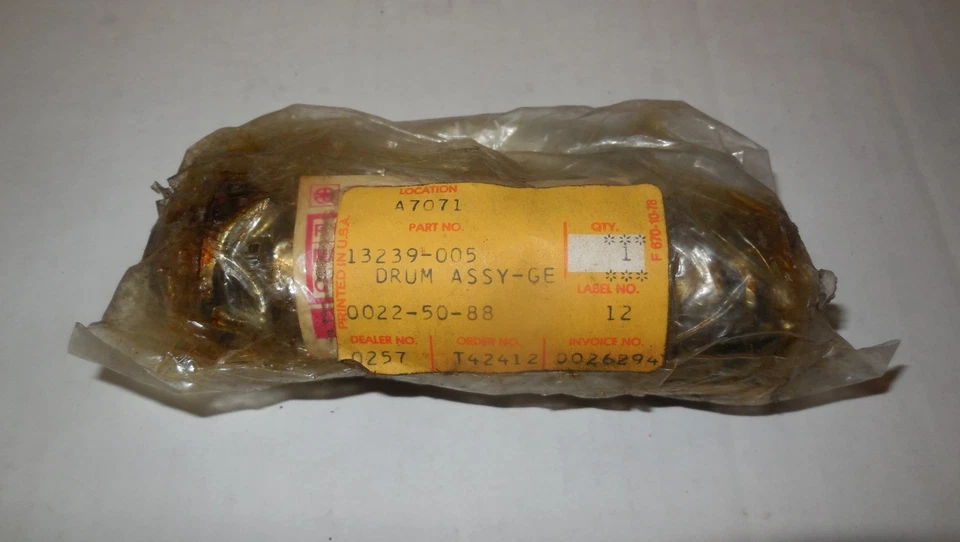 LOCATION
A7071
PART NO.
QTY.
***
13239-005
1
DRUM ASSY-GE
***
LABEL NO.
0022-50-88
12
DEALER NO. ORDER NO. INVOICE NO.
0257 T42412 0026294
PRINTED IN U.S.A.
F 670-10-78